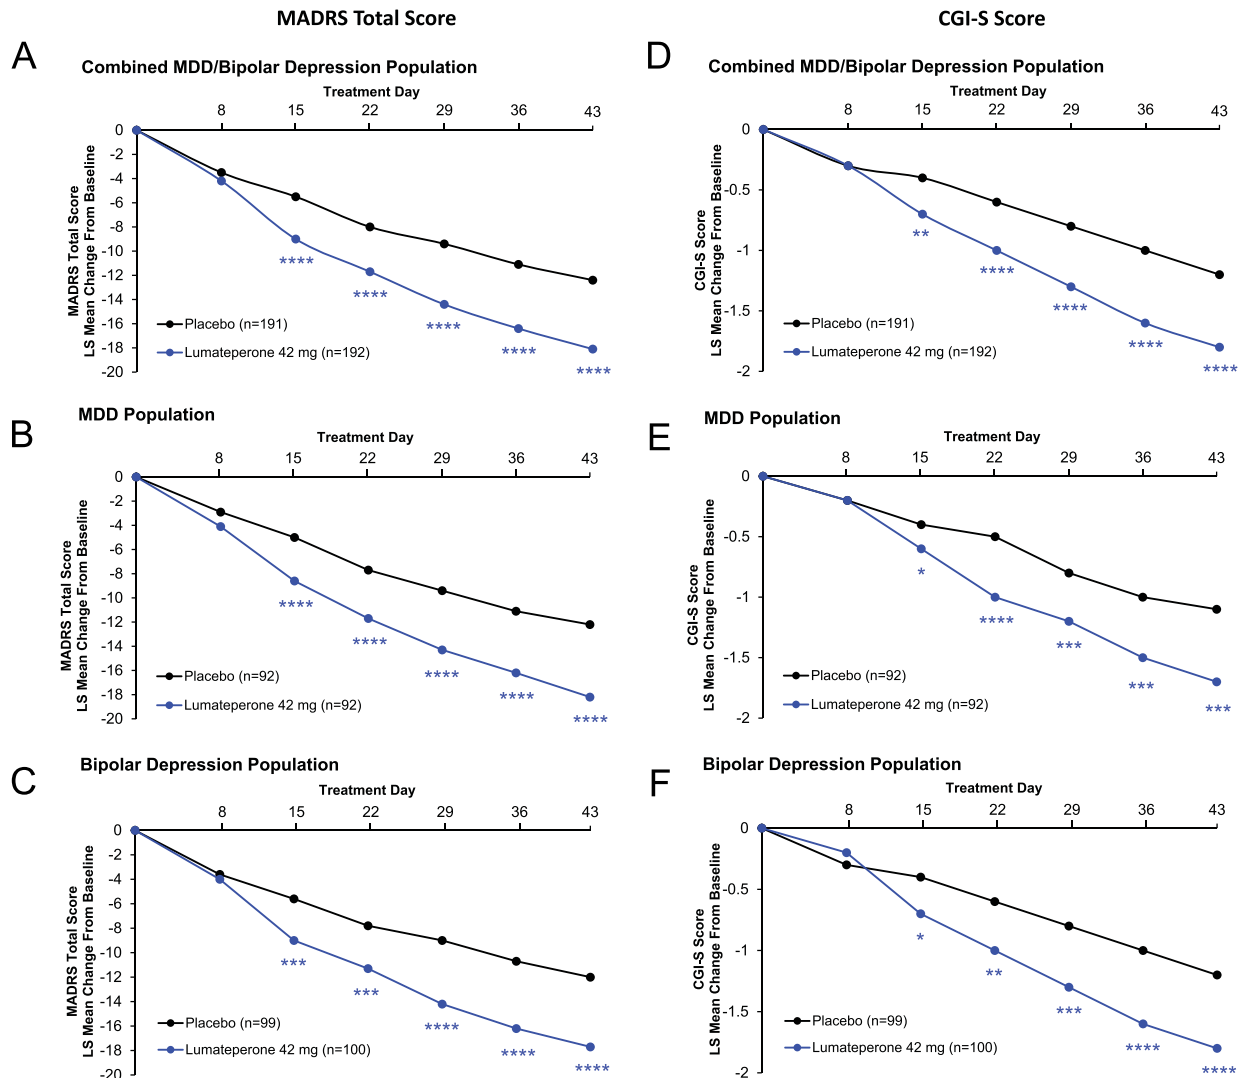 MADRS Total Score
CGI-S Score
A
Combined MDD/Bipolar Depression Population
Treatment Day
8 15 22 29 36 43
0
-2
-4
-6
-8
-10
-12
-14
-16
-18
-20
MADRS Total Score
LS Mean Change From Baseline
****
****
****
****
****
Placebo (n=191)
Lumateperone 42 mg (n=192)
D
Combined MDD/Bipolar Depression Population
Treatment Day
8 15 22 29 36 43
0
-0.5
-1
-1.5
-2
CGI-S Score
LS Mean Change From Baseline
**
****
****
****
****
Placebo (n=191)
Lumateperone 42 mg (n=192)
B
MDD Population
Treatment Day
8 15 22 29 36 43
0
-2
-4
-6
-8
-10
-12
-14
-16
-18
-20
MADRS Total Score
LS Mean Change From Baseline
****
****
****
****
****
Placebo (n=92)
Lumateperone 42 mg (n=92)
E
MDD Population
Treatment Day
8 15 22 29 36 43
0
-0.5
-1
-1.5
-2
CGI-S Score
LS Mean Change From Baseline
*
****
***
***
***
Placebo (n=92)
Lumateperone 42 mg (n=92)
C
Bipolar Depression Population
Treatment Day
8 15 22 29 36 43
0
-2
-4
-6
-8
-10
-12
-14
-16
-18
-20
MADRS Total Score
LS Mean Change From Baseline
***
***
****
****
****
Placebo (n=99)
Lumateperone 42 mg (n=100)
F
Bipolar Depression Population
Treatment Day
8 15 22 29 36 43
0
-0.5
-1
-1.5
-2
CGI-S Score
LS Mean Change From Baseline
*
**
***
****
****
Placebo (n=99)
Lumateperone 42 mg (n=100)